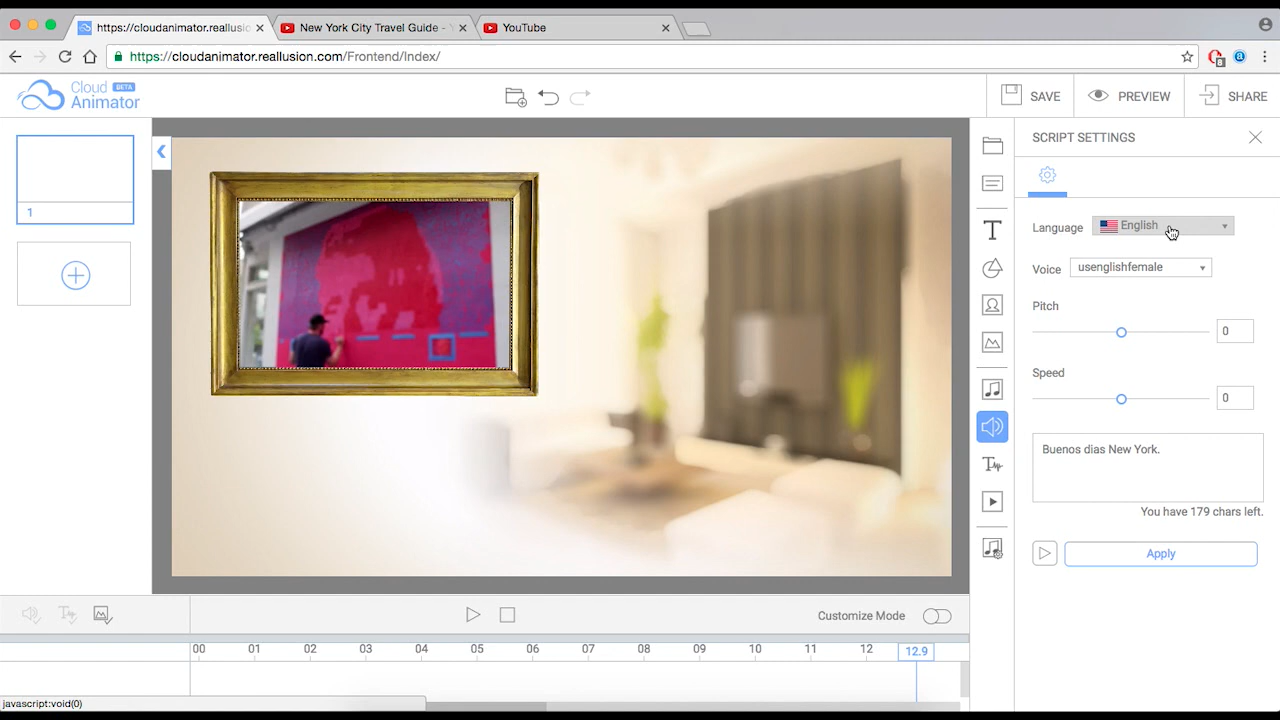 https://cloudanimator.reallusic
New York City Travel Guide - Y
YouTube
https://cloudanimator.reallusion.com/Frontend/Index/
8
a
Cloud BETA
Animator
SAVE
PREVIEW
SHARE
1
SCRIPT SETTINGS
Language English
Voice usenglishfemale
Pitch
0
Speed
0
Buenos dias New York.
You have 179 chars left.
Apply
Customize Mode
00 01 02 03 04 05 06 07 08 09 10 11 12 12.9
javascript:void(0)